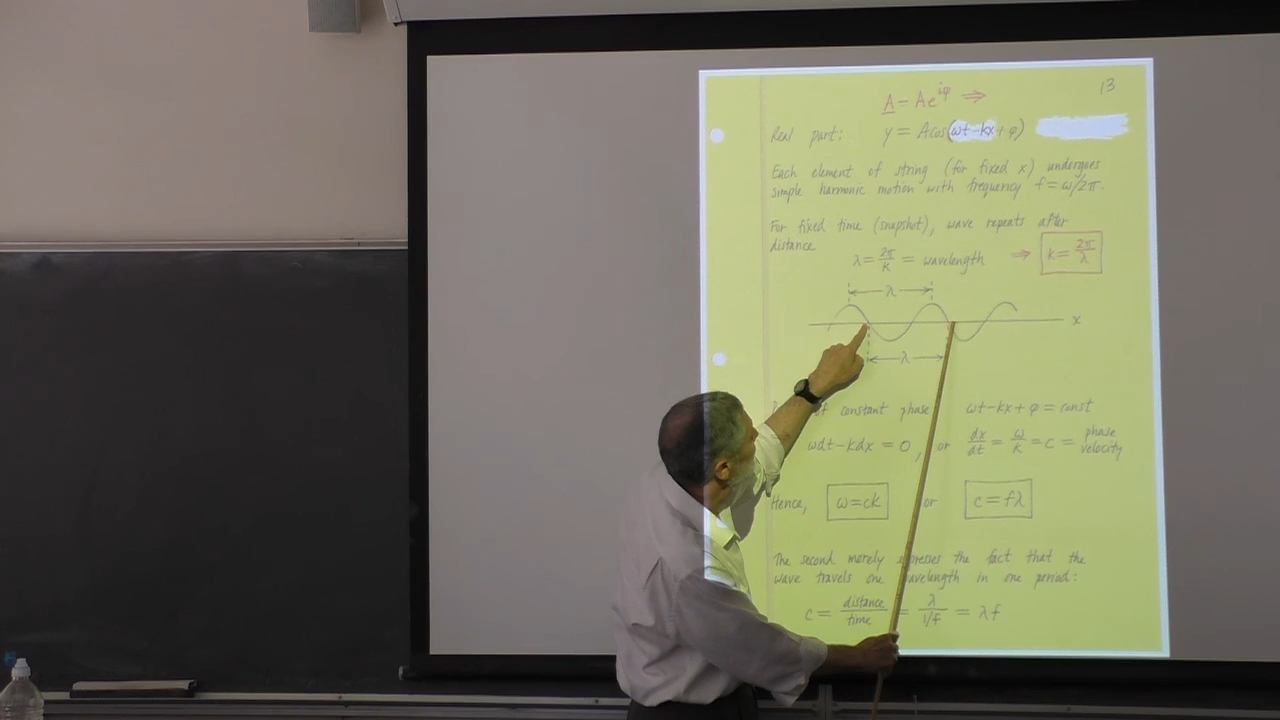 13
A = Ae^{iφ} ⇒
Real part: y = A cos(ωt − kx + φ)
Each element of string (for fixed x) undergoes
simple harmonic motion with frequency f = ω/2π.
For fixed time (snapshot), wave repeats after
distance
λ = 2π/k = wavelength ⇒ k = 2π/λ
λ
x
λ
of constant phase ωt − kx + φ = const
ωdt − kdx = 0, or dx/dt = ω/k = c = phase velocity
Hence, ω = ck or c = fλ
The second merely expresses the fact that the
wave travels one wavelength in one period:
c = distance/time = λ/(1/f) = λf